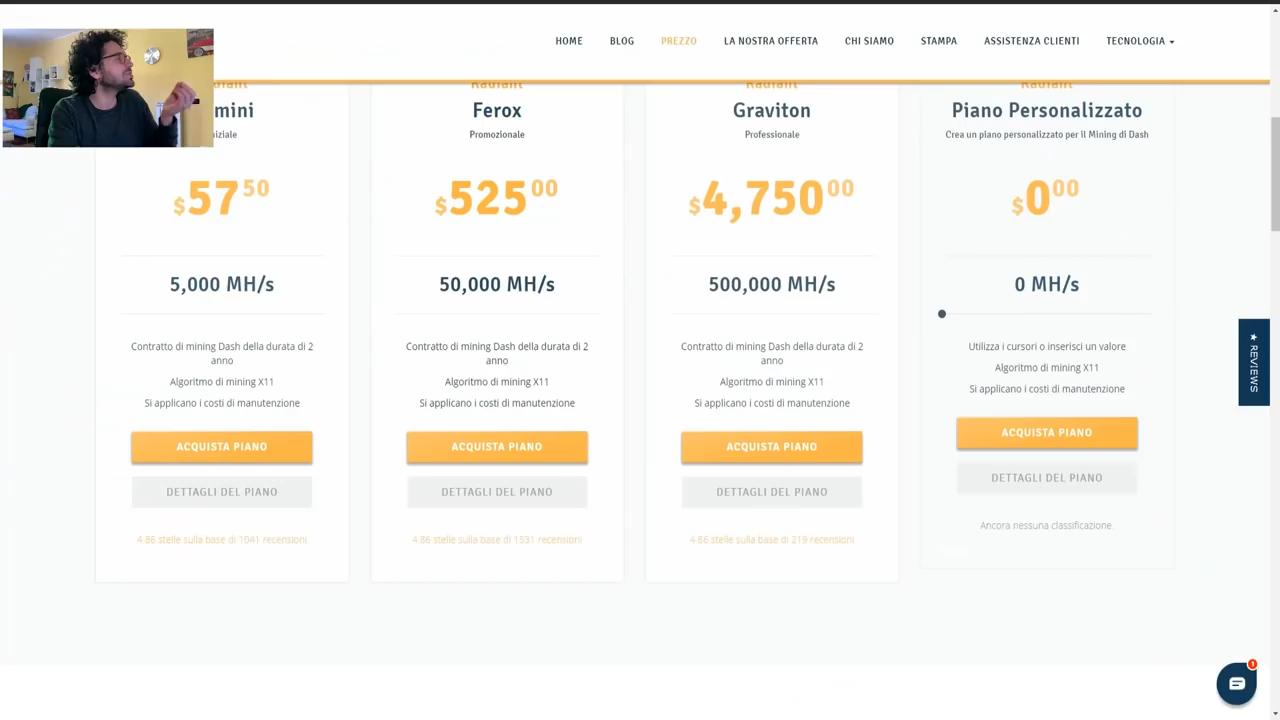 HOME BLOG PREZZO LA NOSTRA OFFERTA CHI SIAMO STAMPA ASSISTENZA CLIENTI TECNOLOGIA
Radiant
mini
niziale
$57 50
5,000 MH/s
Contratto di mining Dash della durata di 2
anno
Algoritmo di mining X11
Si applicano i costi di manutenzione
ACQUISTA PIANO
DETTAGLI DEL PIANO
4.86 stelle sulla base di 1041 recensioni
Radiant
Ferox
Promozionale
$525 00
50,000 MH/s
Contratto di mining Dash della durata di 2
anno
Algoritmo di mining X11
Si applicano i costi di manutenzione
ACQUISTA PIANO
DETTAGLI DEL PIANO
4.86 stelle sulla base di 1531 recensioni
Radiant
Graviton
Professionale
$4,750 00
500,000 MH/s
Contratto di mining Dash della durata di 2
anno
Algoritmo di mining X11
Si applicano i costi di manutenzione
ACQUISTA PIANO
DETTAGLI DEL PIANO
4.86 stelle sulla base di 219 recensioni
Radiant
Piano Personalizzato
Crea un piano personalizzato per il Mining di Dash
$0 00
0 MH/s
Utilizza i cursori o inserisci un valore
Algoritmo di mining X11
Si applicano i costi di manutenzione
ACQUISTA PIANO
DETTAGLI DEL PIANO
Ancora nessuna classificazione.
★ REVIEWS
1